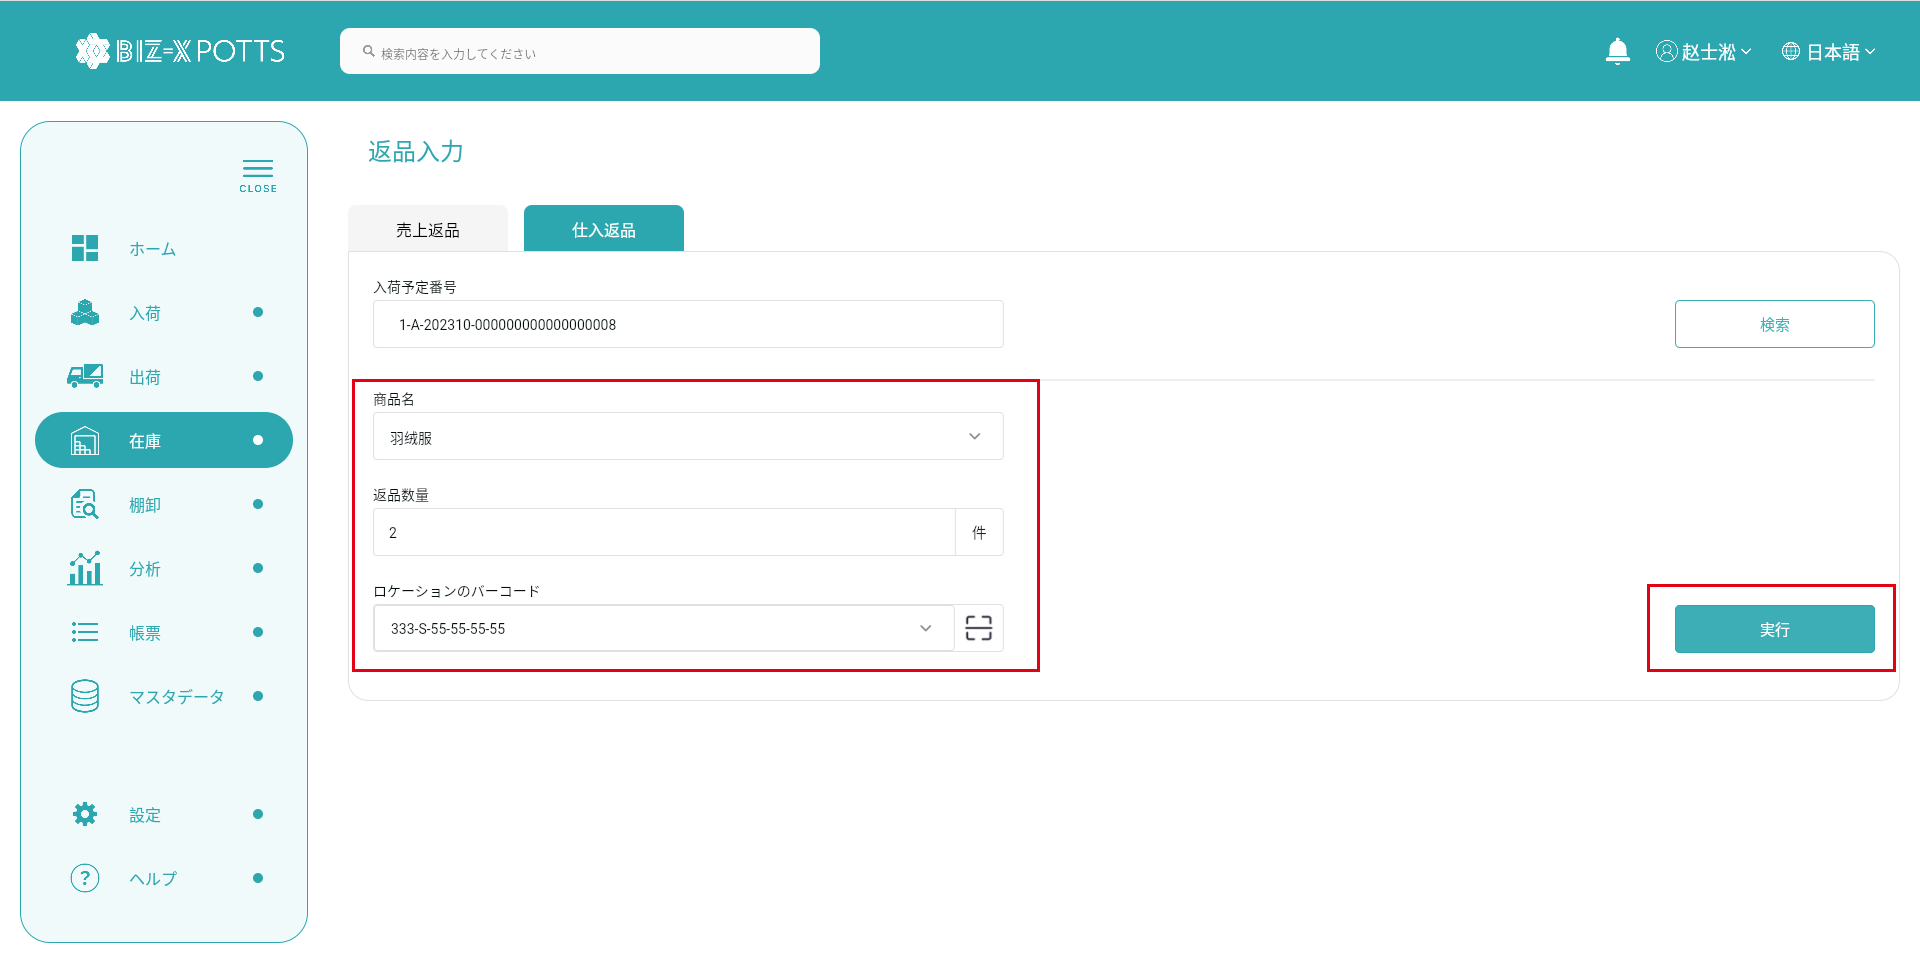 BIZ-X POTTS
検索内容を入力してください
赵士淞
日本語
CLOSE
ホーム
入荷
出荷
在庫
棚卸
分析
帳票
マスタデータ
設定
?
ヘルプ
返品入力
売上返品
仕入返品
入荷予定番号
1-A-202310-000000000000000008
検索
商品名
羽绒服
返品数量
2
件
ロケーションのバーコード
333-S-55-55-55-55
実行